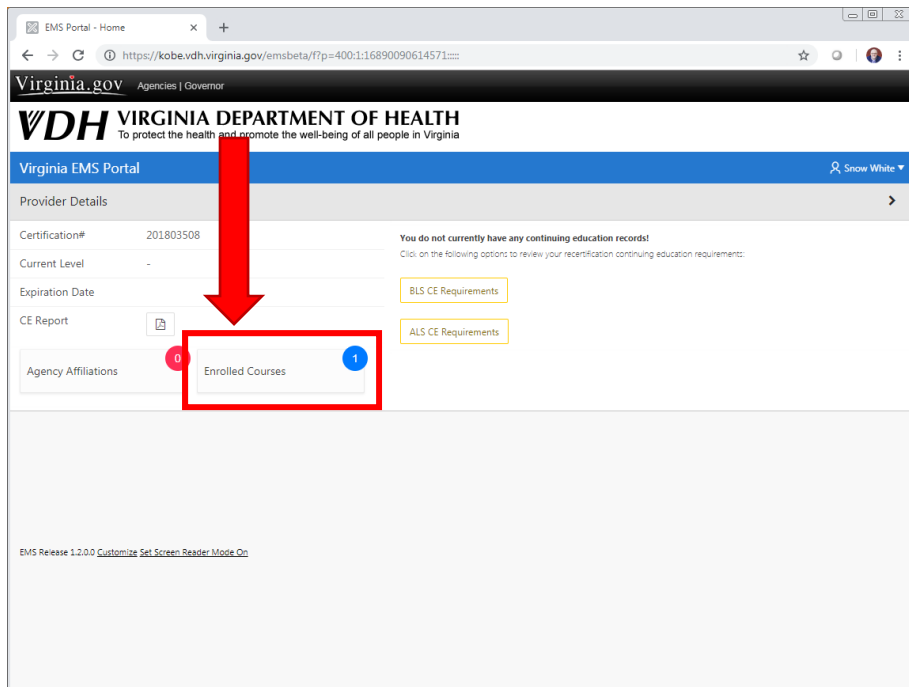 EMS Portal - Home
https://kobe.vdh.virginia.gov/emsbeta/f?p=400:1:16890090614571:::::
Virginia.gov Agencies | Governor
VDH VIRGINIA DEPARTMENT OF HEALTH
To protect the health and promote the well-being of all people in Virginia
Virginia EMS Portal Snow White
Provider Details
Certification# 201803508
Current Level -
Expiration Date
CE Report
Agency Affiliations 0
Enrolled Courses 1
You do not currently have any continuing education records!
Click on the following options to review your recertification continuing education requirements:
BLS CE Requirements
ALS CE Requirements
EMS Release 1.2.0.0 Customize Set Screen Reader Mode On